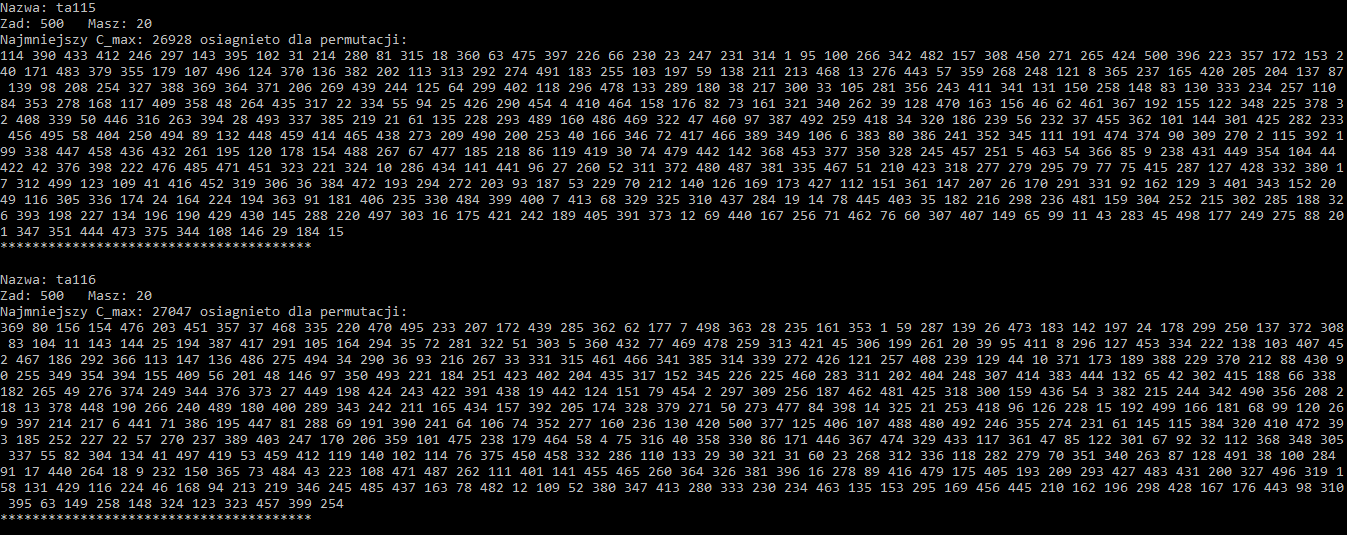 Nazwa: ta115
Zad: 500   Masz: 20
Najmniejszy C_max: 26928 osiagnieto dla permutacji:
114 390 433 412 246 297 143 395 102 31 214 280 81 315 18 360 63 475 397 226 66 230 23 247 231 314 1 95 100 266 342 482 157 308 450 271 265 424 500 396 223 357 172 153 2
40 171 483 379 355 179 107 496 124 370 136 382 202 113 313 292 274 491 183 255 103 197 59 138 211 213 468 13 276 443 57 359 268 248 121 8 365 237 165 420 205 204 137 87
 139 98 208 254 327 388 369 364 371 206 269 439 244 125 64 299 402 118 296 478 133 289 180 38 217 300 33 105 281 356 243 411 341 131 150 258 148 83 130 333 234 257 110
84 353 278 168 117 409 358 48 264 435 317 22 334 55 94 25 426 290 454 4 410 464 158 176 82 73 161 321 340 262 39 128 470 163 156 46 62 461 367 192 155 122 348 225 378 3
2 408 339 50 446 316 263 394 28 493 337 385 219 21 61 135 228 293 489 160 486 469 322 47 460 97 387 492 259 418 34 320 186 239 56 232 37 455 362 101 144 301 425 282 233
 456 495 58 404 250 494 89 132 448 459 414 465 438 273 209 490 200 253 40 166 346 72 417 466 389 349 106 6 383 80 386 241 352 345 111 191 474 374 90 309 270 2 115 392 1
99 338 447 458 436 432 261 195 120 178 154 488 267 67 477 185 218 86 119 419 30 74 479 442 142 368 453 377 350 328 245 457 251 5 463 54 366 85 9 238 431 449 354 104 44
422 42 376 398 222 476 485 471 451 323 221 324 10 286 434 141 441 96 27 260 52 311 372 480 487 381 335 467 51 210 423 318 277 279 295 79 77 75 415 287 127 428 332 380 1
7 312 499 123 109 41 416 452 319 306 36 384 472 193 294 272 203 93 187 53 229 70 212 140 126 169 173 427 112 151 361 147 207 26 170 291 331 92 162 129 3 401 343 152 20
49 116 305 336 174 24 164 224 194 363 91 181 406 235 330 484 399 400 7 413 68 329 325 310 437 284 19 14 78 445 403 35 182 216 298 236 481 159 304 252 215 302 285 188 32
6 393 198 227 134 196 190 429 430 145 288 220 497 303 16 175 421 242 189 405 391 373 12 69 440 167 256 71 462 76 60 307 407 149 65 99 11 43 283 45 498 177 249 275 88 20
1 347 351 444 473 375 344 108 146 29 184 15
***************************************
Nazwa: ta116
Zad: 500   Masz: 20
Najmniejszy C_max: 27047 osiagnieto dla permutacji:
369 80 156 154 476 203 451 357 37 468 335 220 470 495 233 207 172 439 285 362 62 177 7 498 363 28 235 161 353 1 59 287 139 26 473 183 142 197 24 178 299 250 137 372 308
 83 104 11 143 144 25 194 387 417 291 105 164 294 35 72 281 322 51 303 5 360 432 77 469 478 259 313 421 45 306 199 261 20 39 95 411 8 296 127 453 334 222 138 103 407 45
2 467 186 292 366 113 147 136 486 275 494 34 290 36 93 216 267 33 331 315 461 466 341 385 314 339 272 426 121 257 408 239 129 44 10 371 173 189 388 229 370 212 88 430 9
0 255 349 354 394 155 409 56 201 48 146 97 350 493 221 184 251 423 402 204 435 317 152 345 226 225 460 283 311 202 404 248 307 414 383 444 132 65 42 302 415 188 66 338
182 265 49 276 374 249 344 376 373 27 449 198 424 243 422 391 438 19 442 124 151 79 454 2 297 309 256 187 462 481 425 318 300 159 436 54 3 382 215 244 342 490 356 208 2
18 13 378 448 190 266 240 489 180 400 289 343 242 211 165 434 157 392 205 174 328 379 271 50 273 477 84 398 14 325 21 253 418 96 126 228 15 192 499 166 181 68 99 120 26
9 397 214 217 6 441 71 386 195 447 81 288 69 191 390 241 64 106 74 352 277 160 236 130 420 500 377 125 406 107 488 480 492 246 355 274 231 61 145 115 384 320 410 472 39
3 185 252 227 22 57 270 237 389 403 247 170 206 359 101 475 238 179 464 58 4 75 316 40 358 330 86 171 446 367 474 329 433 117 361 47 85 122 301 67 92 32 112 368 348 305
 337 55 82 304 134 41 497 419 53 459 412 119 140 102 114 76 375 450 458 332 286 110 133 29 30 321 31 60 23 268 312 336 118 282 279 70 351 340 263 87 128 491 38 100 284
91 17 440 264 18 9 232 150 365 73 484 43 223 108 471 487 262 111 401 141 455 465 260 364 326 381 396 16 278 89 416 479 175 405 193 209 293 427 483 431 200 327 496 319 1
58 131 429 116 224 46 168 94 213 219 346 245 485 437 163 78 482 12 109 52 380 347 413 280 333 230 234 463 135 153 295 169 456 445 210 162 196 298 428 167 176 443 98 310
 395 63 149 258 148 324 123 323 457 399 254
***************************************